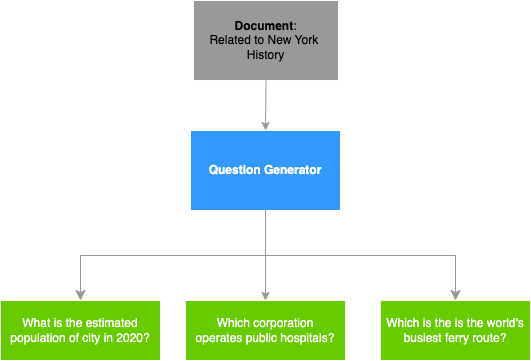 Document:
Related to New York
History
Question Generator
What is the estimated
population of city in 2020?
Which corporation
operates public hospitals?
Which is the is the world's
busiest ferry route?